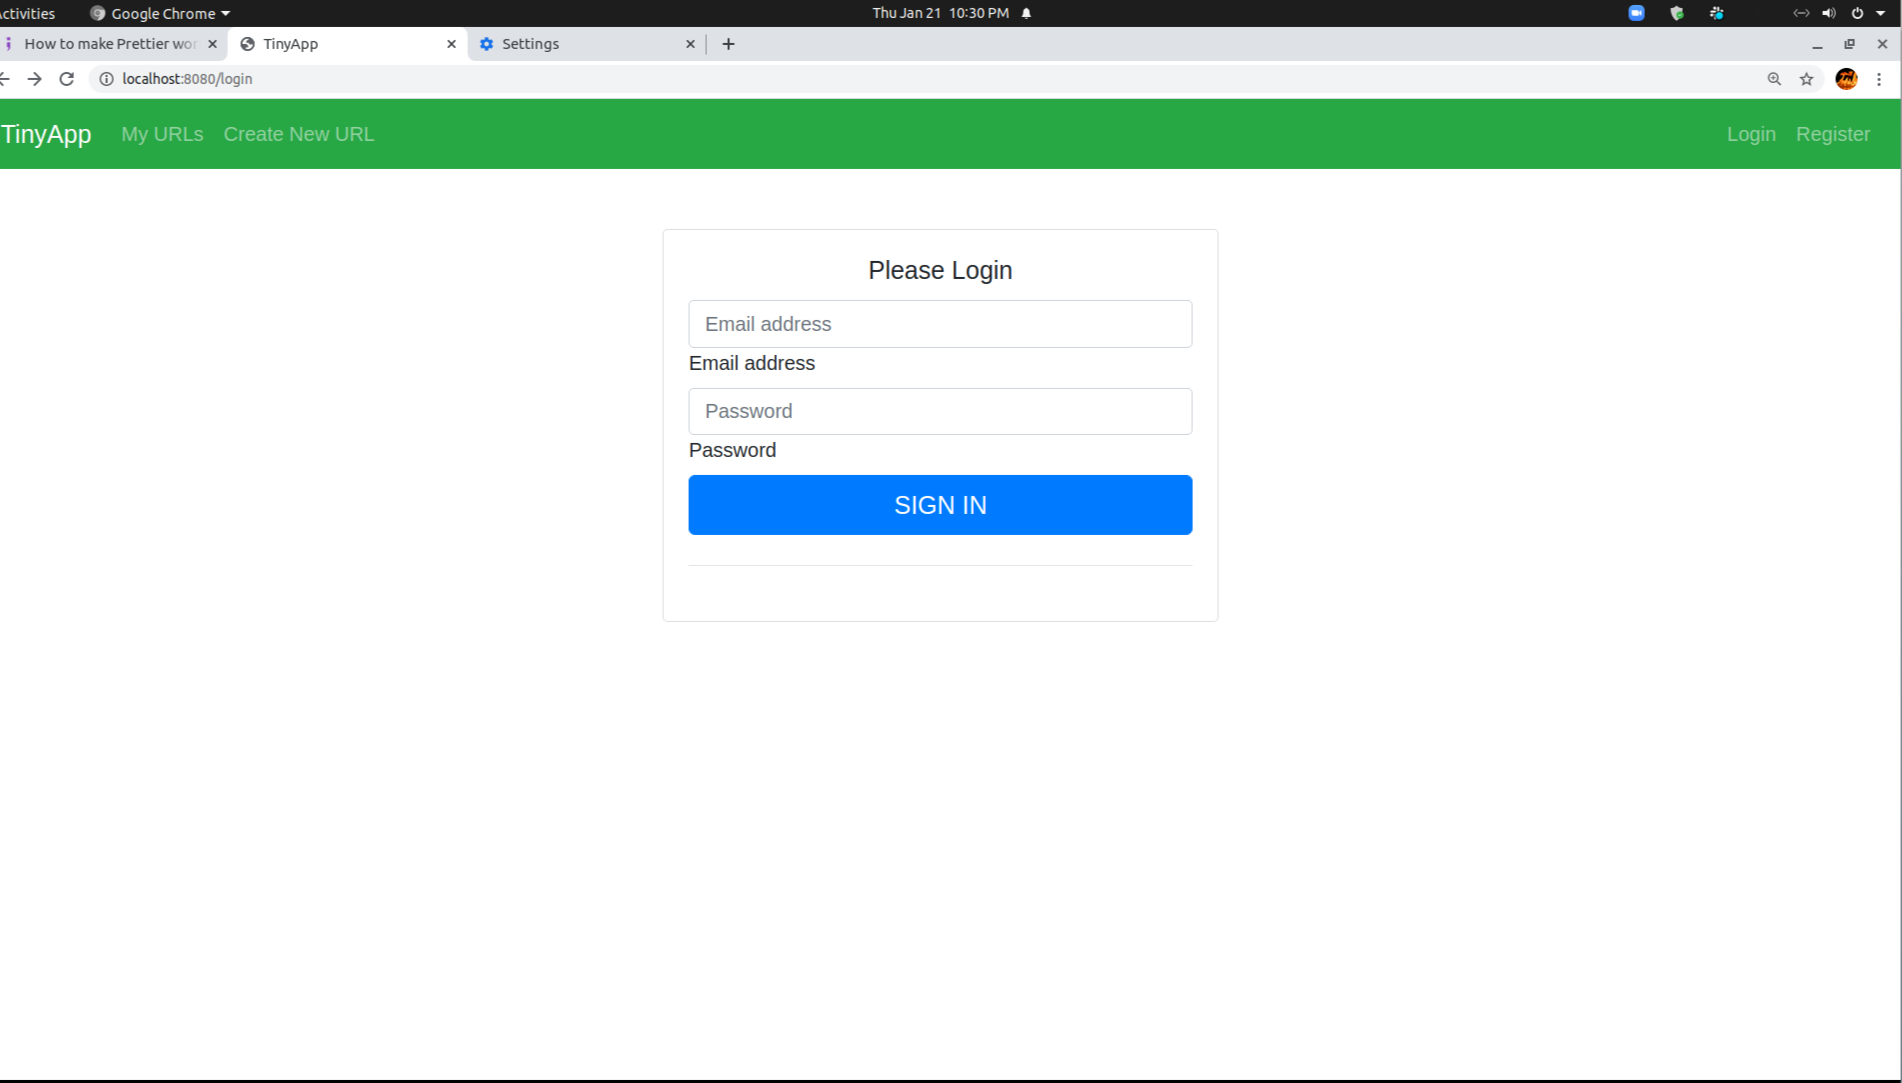 ctivities Google Chrome Thu Jan 21 10:30 PM
How to make Prettier wor TinyApp Settings
localhost:8080/login
TinyApp My URLs Create New URL Login Register
Please Login
Email address
Email address
Password
Password
SIGN IN